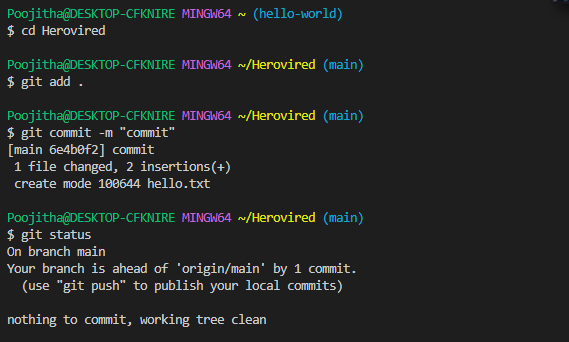 Poojitha@DESKTOP-CFKNIRE MINGW64 ~ (hello-world)
$ cd Herovired
Poojitha@DESKTOP-CFKNIRE MINGW64 ~/Herovired (main)
$ git add .
Poojitha@DESKTOP-CFKNIRE MINGW64 ~/Herovired (main)
$ git commit -m "commit"
[main 6e4b0f2] commit
 1 file changed, 2 insertions(+)
 create mode 100644 hello.txt
Poojitha@DESKTOP-CFKNIRE MINGW64 ~/Herovired (main)
$ git status
On branch main
Your branch is ahead of 'origin/main' by 1 commit.
  (use "git push" to publish your local commits)
nothing to commit, working tree clean